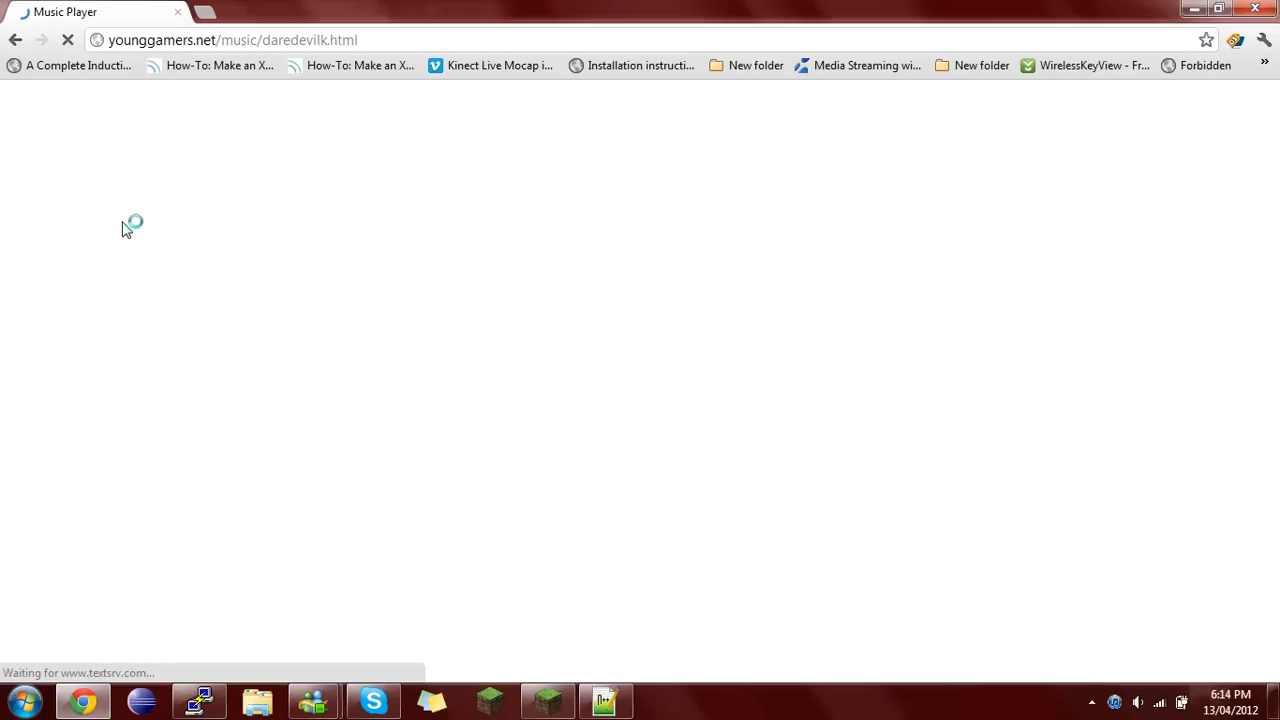 Music Player
younggamers.net/music/daredevilk.html
A Complete Inducti... How-To: Make an X... How-To: Make an X... Kinect Live Mocap i... Installation instructi... New folder Media Streaming wi... New folder WirelessKeyView - Fr... Forbidden
Waiting for www.textsrv.com...
6:14 PM
13/04/2012